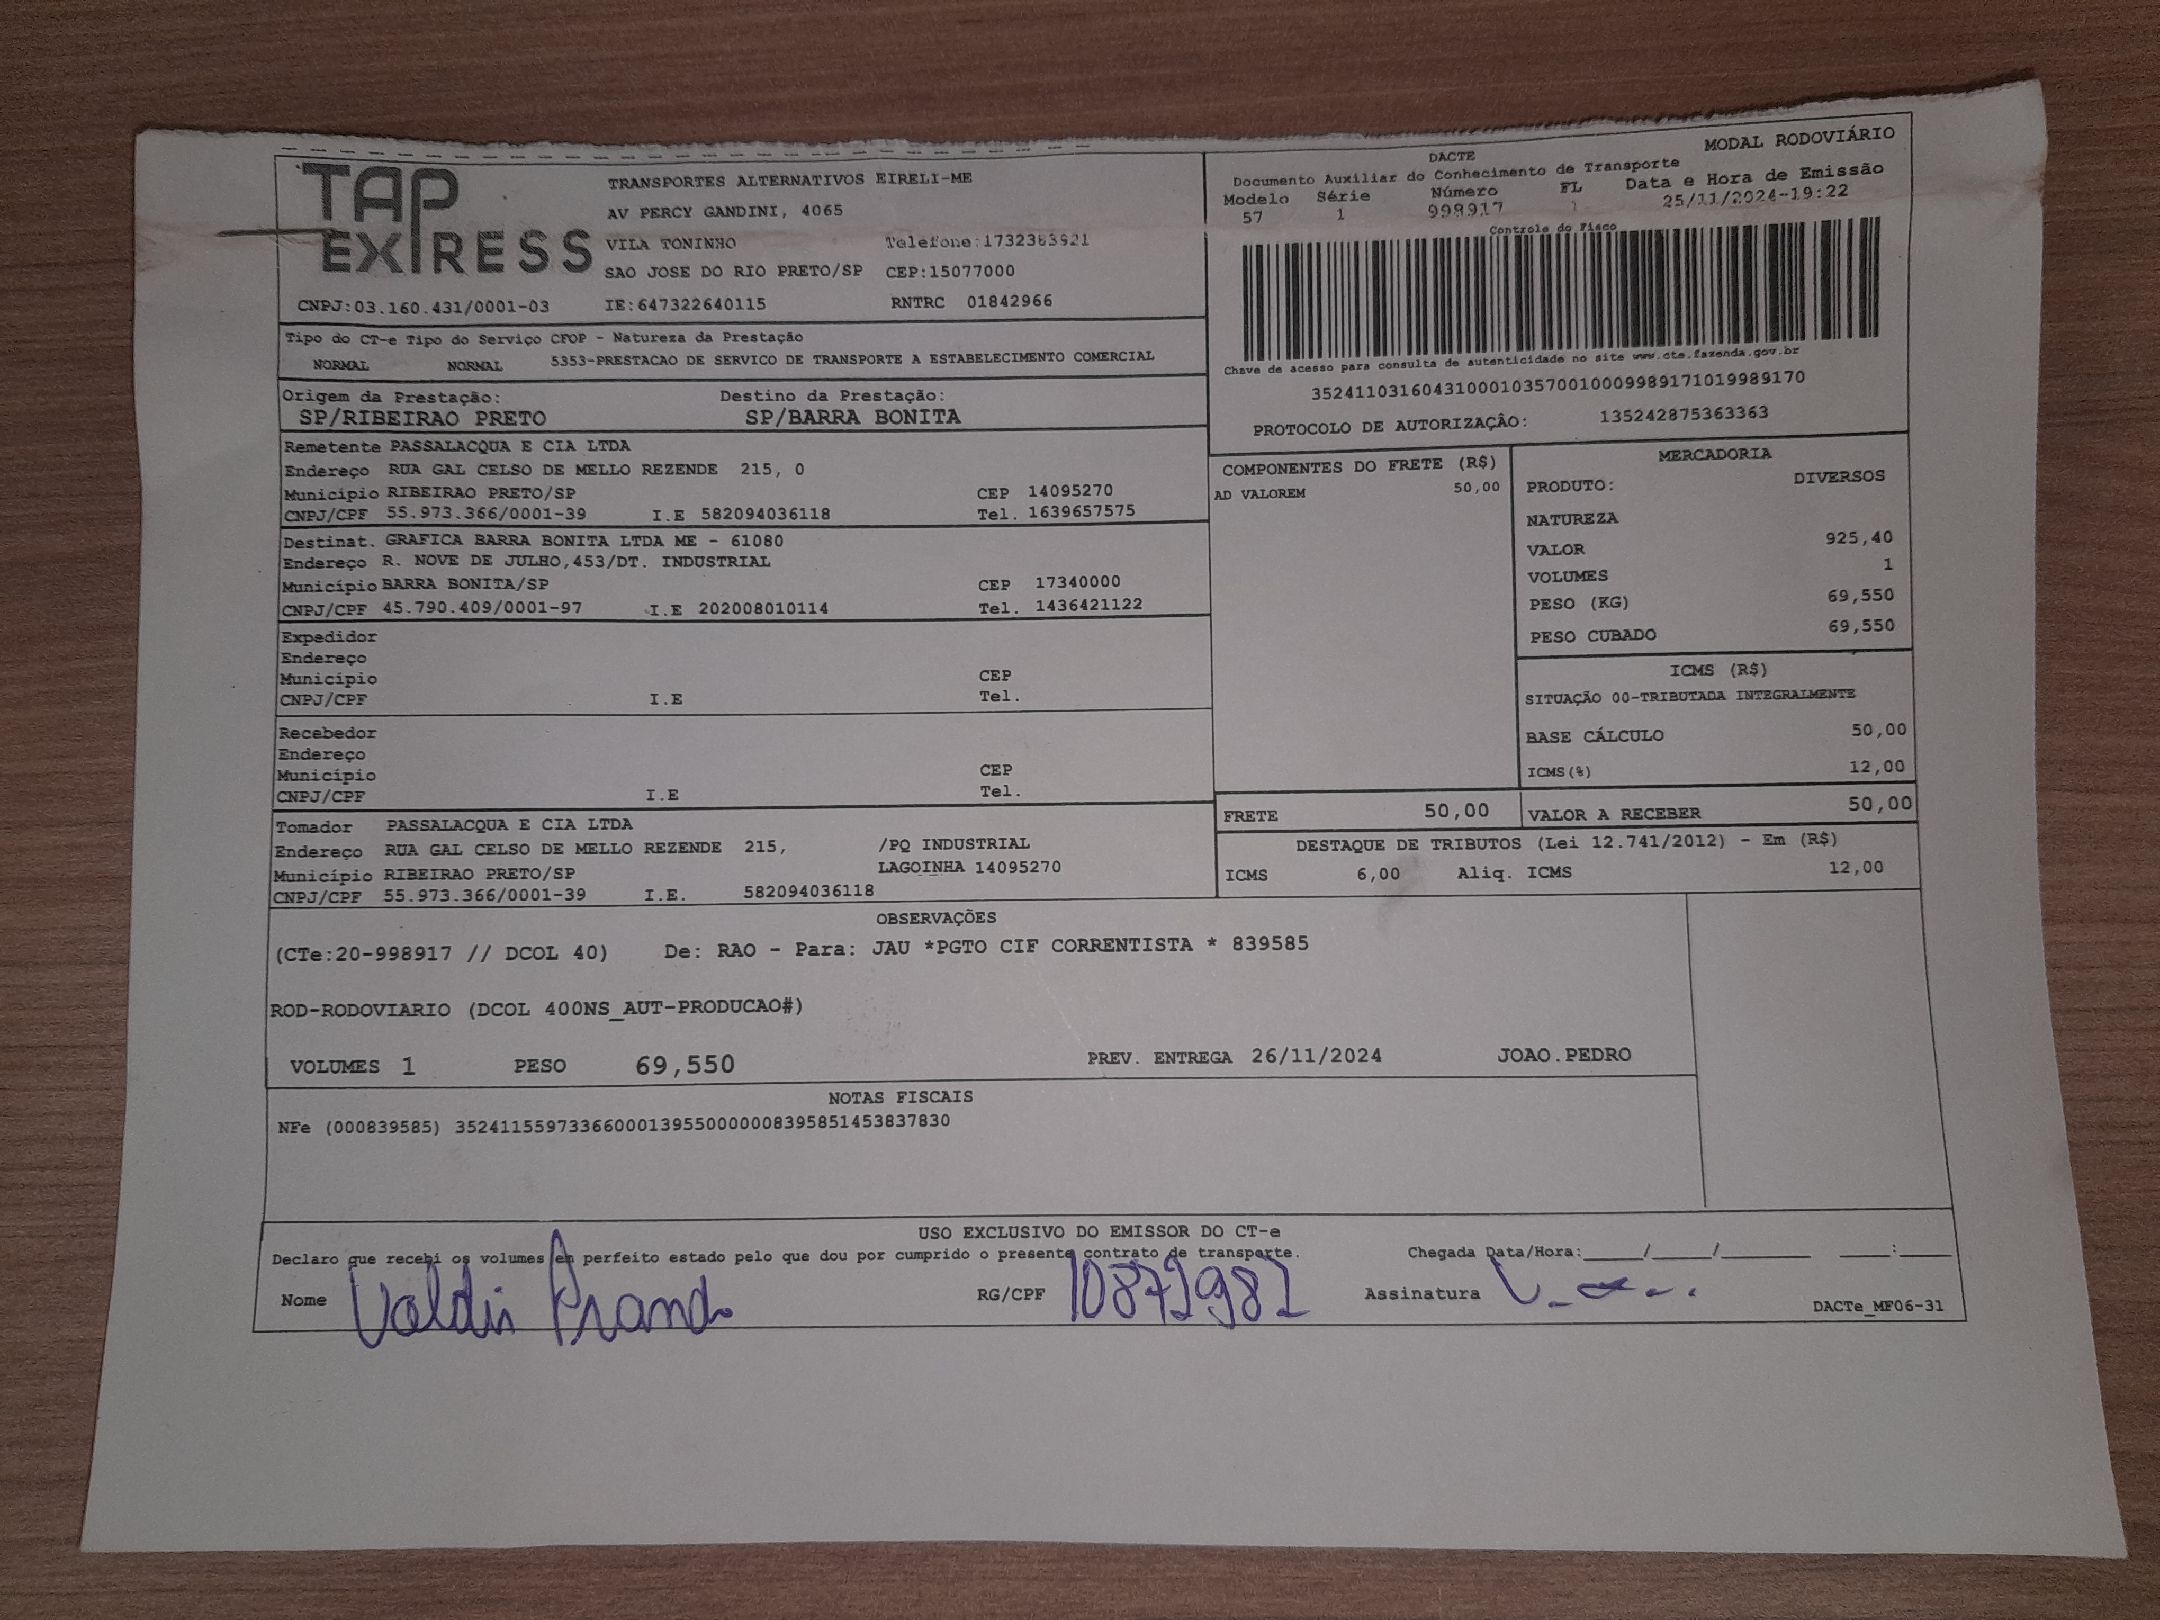 TAP EXPRESS
TRANSPORTES ALTERNATIVOS EIRELI-ME
AV PERCY GANDINI, 4065
VILA TONINHO Telefone:1732383921
SAO JOSE DO RIO PRETO/SP CEP:15077000
CNPJ:03.160.431/0001-03 IE:647322640115 RNTRC 01842966
MODAL RODOVIÁRIO
DACTE
Documento Auxiliar do Conhecimento de Transporte
Modelo Série Número FL Data e Hora de Emissão
57 1 998917 1 25/11/2024-19:22
Controle do Fisco
Chave de acesso para consulta de autenticidade no site www.cte.fazenda.gov.br
35241103160431000103570010009989171019989170
PROTOCOLO DE AUTORIZAÇÃO: 135242875363363
Tipo do CT-e Tipo do Serviço CFOP - Natureza da Prestação
NORMAL NORMAL 5353-PRESTACAO DE SERVICO DE TRANSPORTE A ESTABELECIMENTO COMERCIAL
Origem da Prestação: Destino da Prestação:
SP/RIBEIRAO PRETO SP/BARRA BONITA
Remetente PASSALACQUA E CIA LTDA
Endereço RUA GAL CELSO DE MELLO REZENDE 215, 0
Município RIBEIRAO PRETO/SP CEP 14095270
CNPJ/CPF 55.973.366/0001-39 I.E 582094036118 Tel. 1639657575
Destinat. GRAFICA BARRA BONITA LTDA ME - 61080
Endereço R. NOVE DE JULHO,453/DT. INDUSTRIAL
Município BARRA BONITA/SP CEP 17340000
CNPJ/CPF 45.790.409/0001-97 I.E 202008010114 Tel. 1436421122
Expedidor
Endereço
Município CEP
CNPJ/CPF I.E Tel.
Recebedor
Endereço
Município CEP
CNPJ/CPF I.E Tel.
Tomador PASSALACQUA E CIA LTDA
Endereço RUA GAL CELSO DE MELLO REZENDE 215, /PQ INDUSTRIAL
Município RIBEIRAO PRETO/SP LAGOINHA 14095270
CNPJ/CPF 55.973.366/0001-39 I.E. 582094036118
COMPONENTES DO FRETE (R$)
AD VALOREM 50,00
MERCADORIA
PRODUTO: DIVERSOS
NATUREZA
VALOR 925,40
VOLUMES 1
PESO (KG) 69,550
PESO CUBADO 69,550
ICMS (R$)
SITUAÇÃO 00-TRIBUTADA INTEGRALMENTE
BASE CÁLCULO 50,00
ICMS(%) 12,00
FRETE 50,00 VALOR A RECEBER 50,00
DESTAQUE DE TRIBUTOS (Lei 12.741/2012) - Em (R$)
ICMS 6,00 Aliq. ICMS 12,00
OBSERVAÇÕES
(CTe:20-998917 // DCOL 40) De: RAO - Para: JAU *PGTO CIF CORRENTISTA * 839585
ROD-RODOVIARIO (DCOL 400NS_AUT-PRODUCAO#)
VOLUMES 1 PESO 69,550 PREV. ENTREGA 26/11/2024 JOAO.PEDRO
NOTAS FISCAIS
NFe (000839585) 35241155973366000139550000008395851453837830
USO EXCLUSIVO DO EMISSOR DO CT-e
Declaro que recebi os volumes em perfeito estado pelo que dou por cumprido o presente contrato de transporte. Chegada Data/Hora:____/____/________ ____:____
Nome Valdir Prando RG/CPF 10872982 Assinatura
DACTe_MF06-31